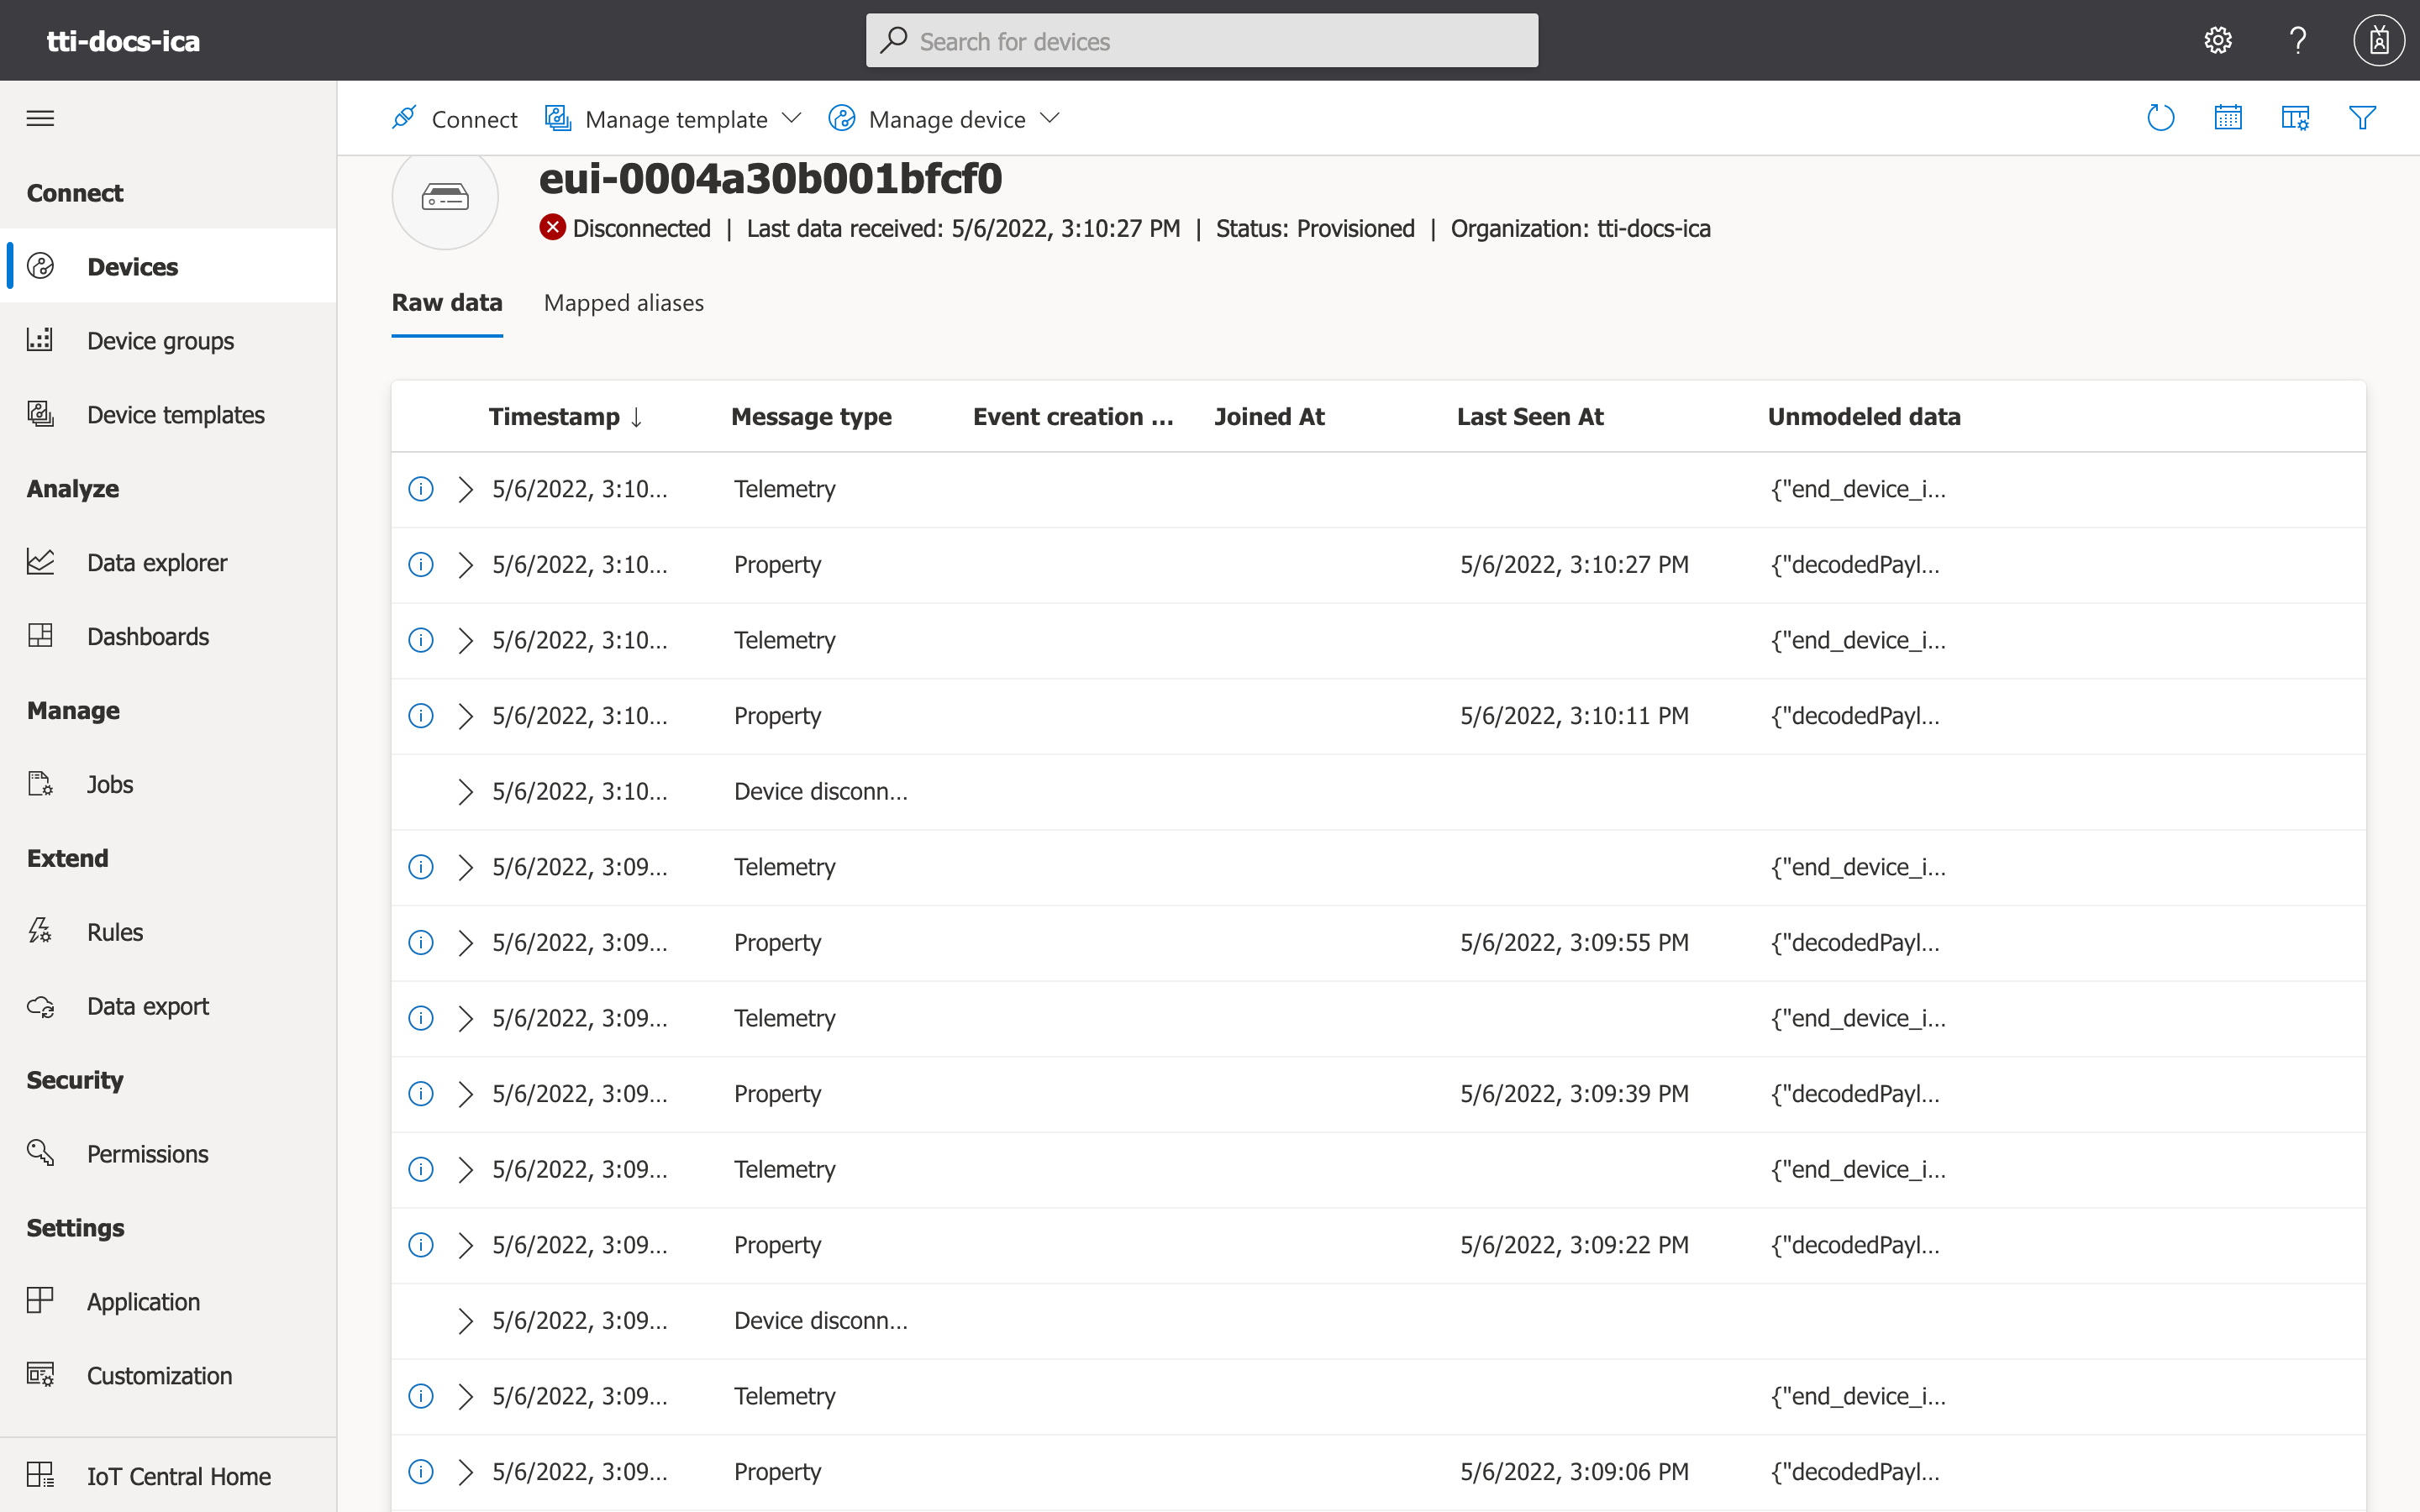 tti-docs-ica
Search for devices
Connect
Manage template
Manage device
Connect
Devices
Device groups
Device templates
Analyze
Data explorer
Dashboards
Manage
Jobs
Extend
Rules
Data export
Security
Permissions
Settings
Application
Customization
IoT Central Home
eui-0004a30b001bfcf0
Disconnected | Last data received: 5/6/2022, 3:10:27 PM | Status: Provisioned | Organization: tti-docs-ica
Raw data Mapped aliases
Timestamp ↓ Message type Event creation ... Joined At Last Seen At Unmodeled data
5/6/2022, 3:10... Telemetry {"end_device_i...
5/6/2022, 3:10... Property 5/6/2022, 3:10:27 PM {"decodedPayl...
5/6/2022, 3:10... Telemetry {"end_device_i...
5/6/2022, 3:10... Property 5/6/2022, 3:10:11 PM {"decodedPayl...
5/6/2022, 3:10... Device disconn...
5/6/2022, 3:09... Telemetry {"end_device_i...
5/6/2022, 3:09... Property 5/6/2022, 3:09:55 PM {"decodedPayl...
5/6/2022, 3:09... Telemetry {"end_device_i...
5/6/2022, 3:09... Property 5/6/2022, 3:09:39 PM {"decodedPayl...
5/6/2022, 3:09... Telemetry {"end_device_i...
5/6/2022, 3:09... Property 5/6/2022, 3:09:22 PM {"decodedPayl...
5/6/2022, 3:09... Device disconn...
5/6/2022, 3:09... Telemetry {"end_device_i...
5/6/2022, 3:09... Property 5/6/2022, 3:09:06 PM {"decodedPayl...